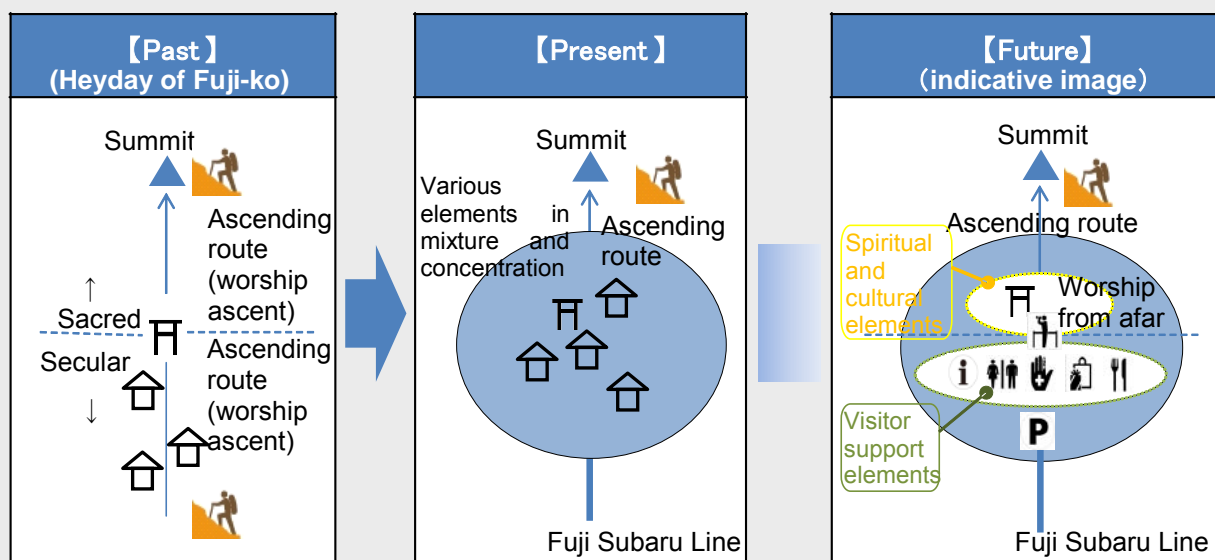 【Past】
(Heyday of Fuji-ko)
Summit
Ascending
route
(worship
ascent)
↑
Sacred
Secular
↓
Ascending
route
(worship
ascent)
【Present】
Summit
Various
elements in
mixture and
concentration
Ascending
route
Fuji Subaru Line
【Future】
（indicative image）
Summit
Ascending route
Spiritual
and
cultural
elements
Worship
from afar
i
P
Visitor
support
elements
Fuji Subaru Line